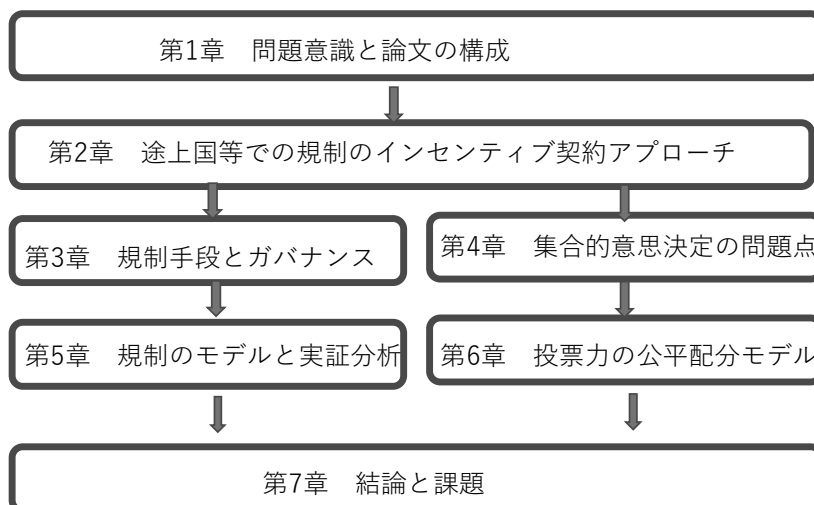 第1章　問題意識と論文の構成
第2章　途上国等での規制のインセンティブ契約アプローチ
第3章　規制手段とガバナンス
第4章　集合的意思決定の問題点
第5章　規制のモデルと実証分析
第6章　投票力の公平配分モデル
第7章　結論と課題